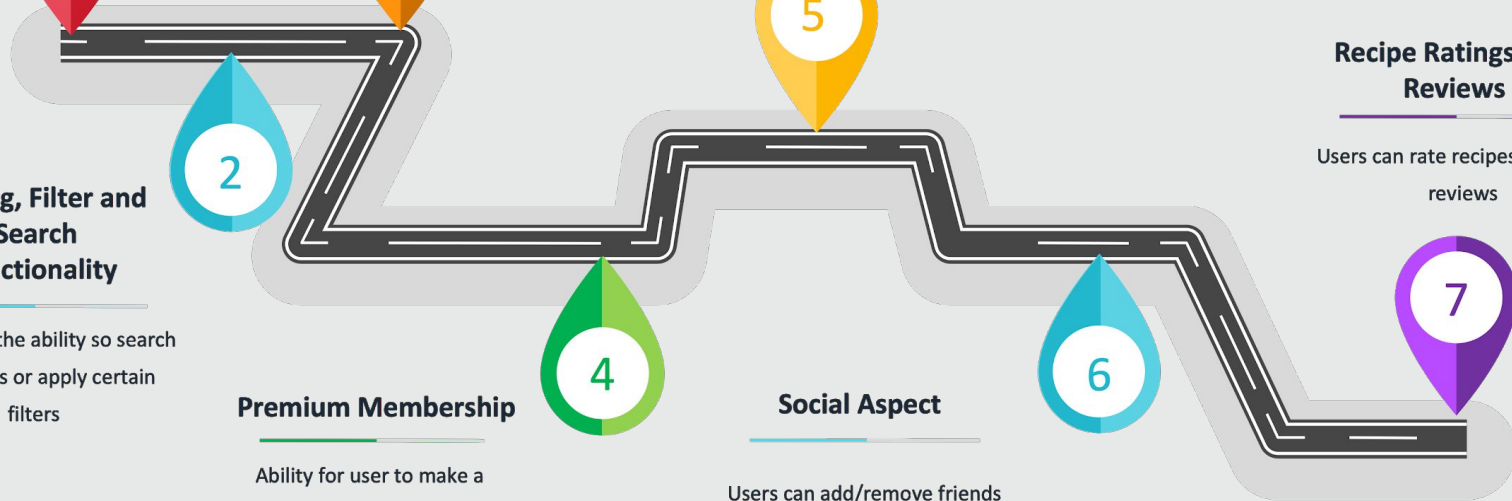 5
2
g, Filter and
Search
ctionality
the ability so search
s or apply certain
filters
4
Premium Membership
Ability for user to make a
Social Aspect
Users can add/remove friends
6
Recipe Ratings
Reviews
Users can rate recipes
reviews
7